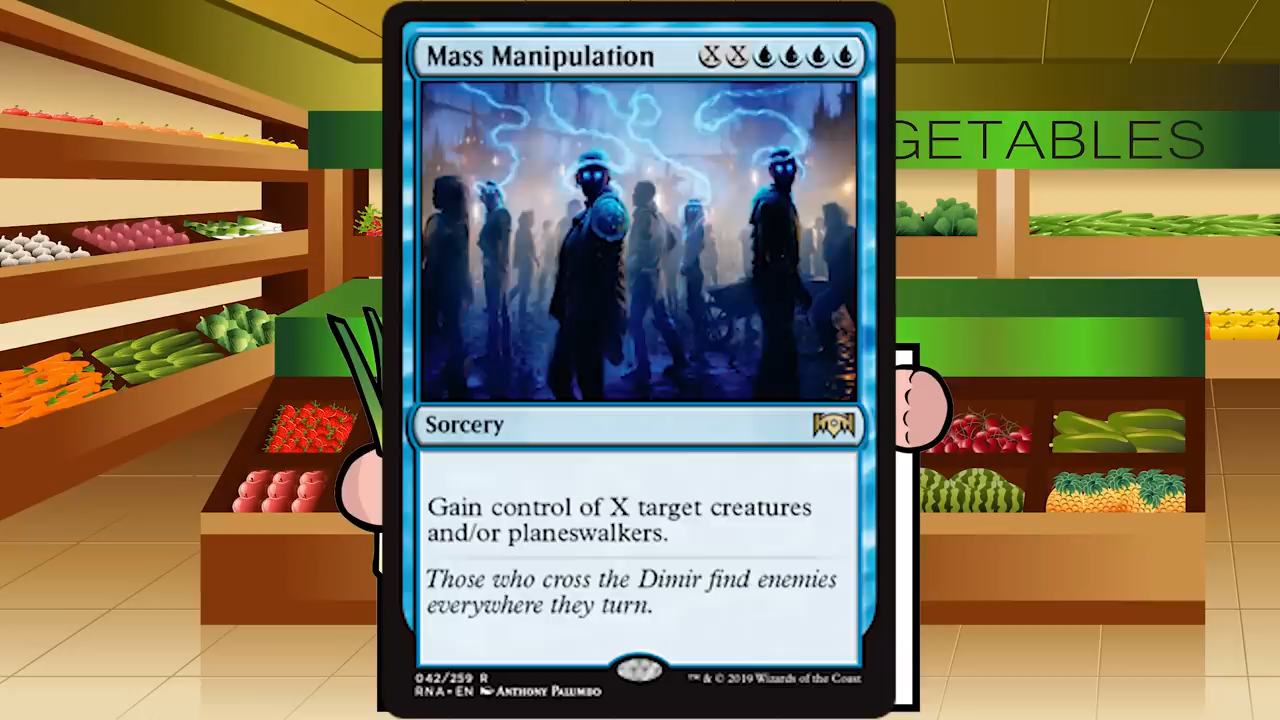 Mass Manipulation XX
GETABLES
Sorcery
Gain control of X target creatures
and/or planeswalkers.
Those who cross the Dimir find enemies
everywhere they turn.
042/259 R
RNA • EN ANTHONY PALUMBO
™ & © 2019 Wizards of the Coast